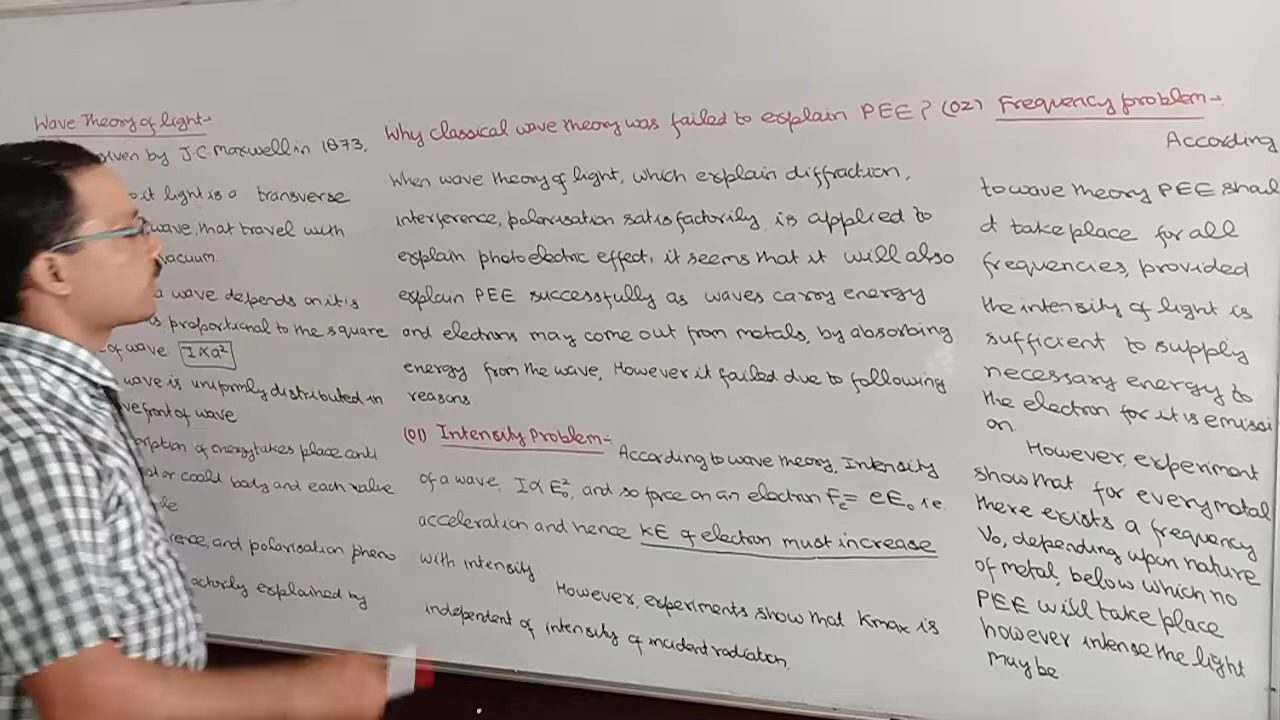 Wave Theory of light-
given by J.C. Maxwell in 1873.
light is a transverse
wave, that travel with
vacuum.
a wave depends on it's
is proportional to the square
of wave I ∝ a²
wave is uniformly distributed in
wavefront of wave
of energy takes place conti
or coold body and each value
and polarisation pheno
explained by
Why classical wave theory was failed to explain PEE?
When wave theory of light, which explain diffraction,
interference, polarisation satisfactorily is applied to
explain photoelectric effect, it seems that it will also
explain PEE successfully as waves carry energy
and electrons may come out from metals, by absorbing
energy from the wave, However it failed due to following
reasons
(01) Intensity Problem:-
According to wave theory, Intensity
of a wave, I ∝ E₀², and so force on an electron Fₑ = eE₀ i.e.
acceleration and hence KE of electron must increase
with intensity
However, experiments show that Kmax is
independent of intensity of incident radiation.
(02) Frequency problem-
According
to wave theory PEE shal
d take place for all
frequencies, provided
the intensity of light is
sufficient to supply
necessary energy to
the electron for it is emissi
on.
However, experiment
show that for every metal
there exists a frequency
ν₀, depending upon nature
of metal, below which no
PEE will take place
however intense the light
may be